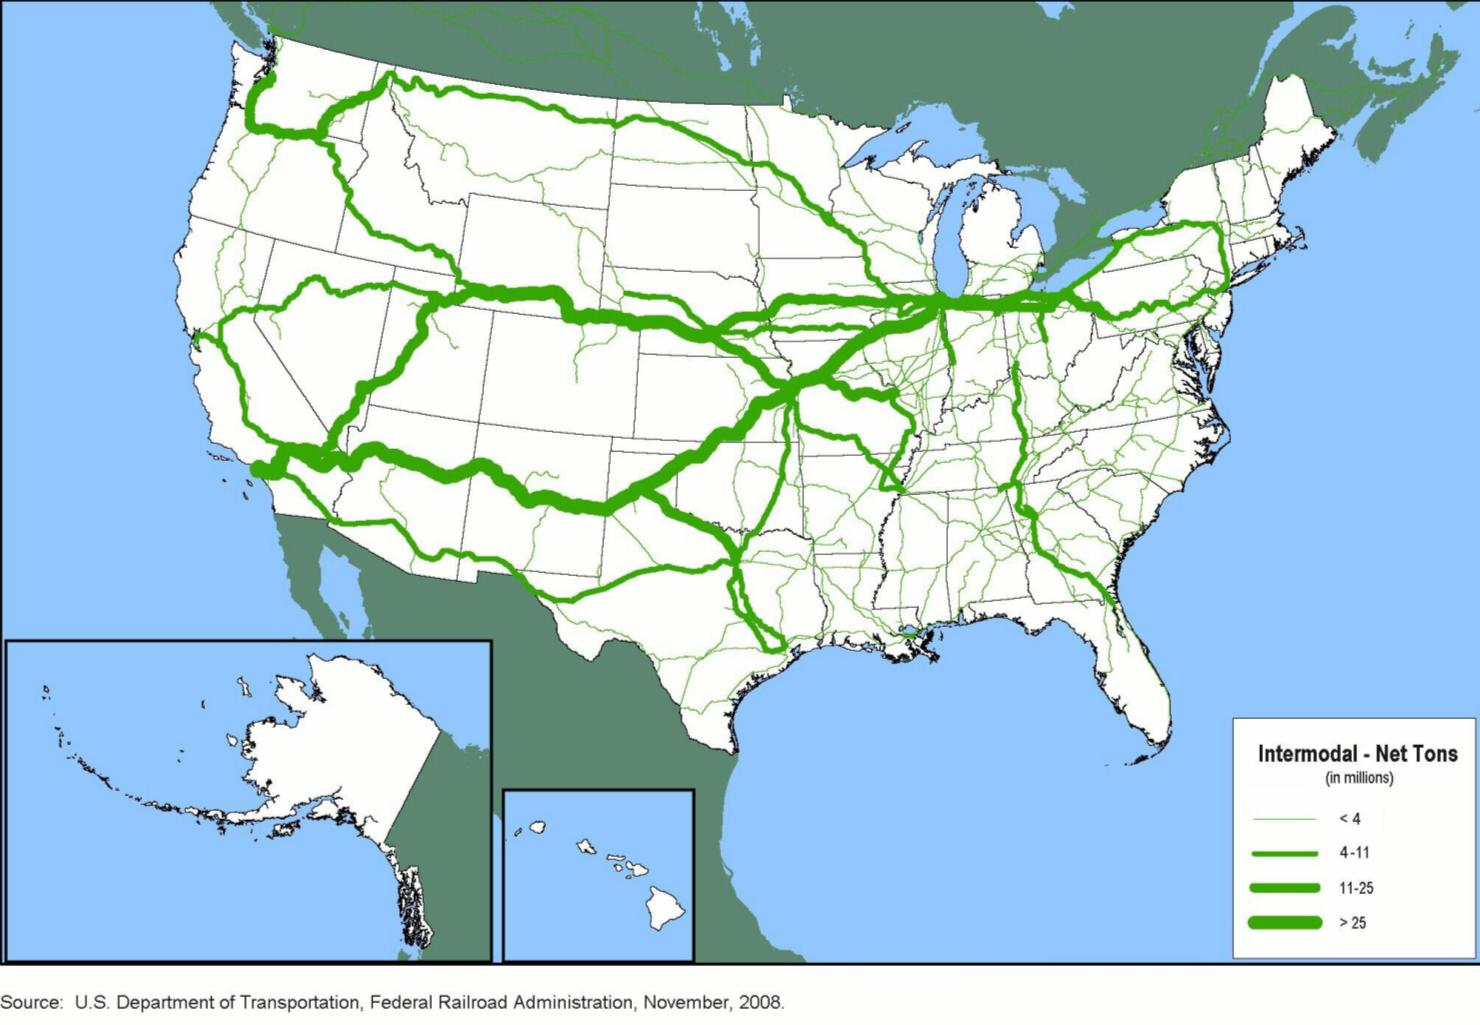 Intermodal - Net Tons
(in millions)
< 4
4-11
11-25
> 25
Source: U.S. Department of Transportation, Federal Railroad Administration, November, 2008.